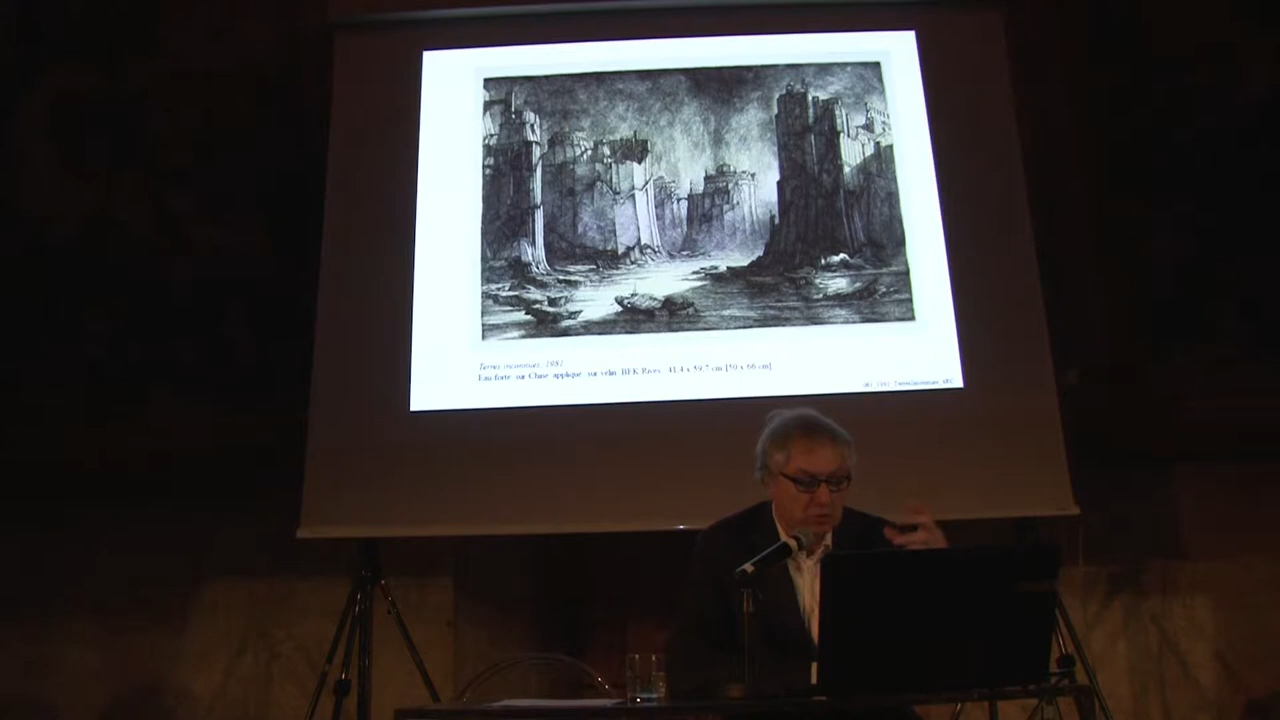 Terres inconnues, 1981
Eau-forte sur Chine appliqué sur vélin BFK Rives 41,4 x 59,7 cm [50 x 66 cm]